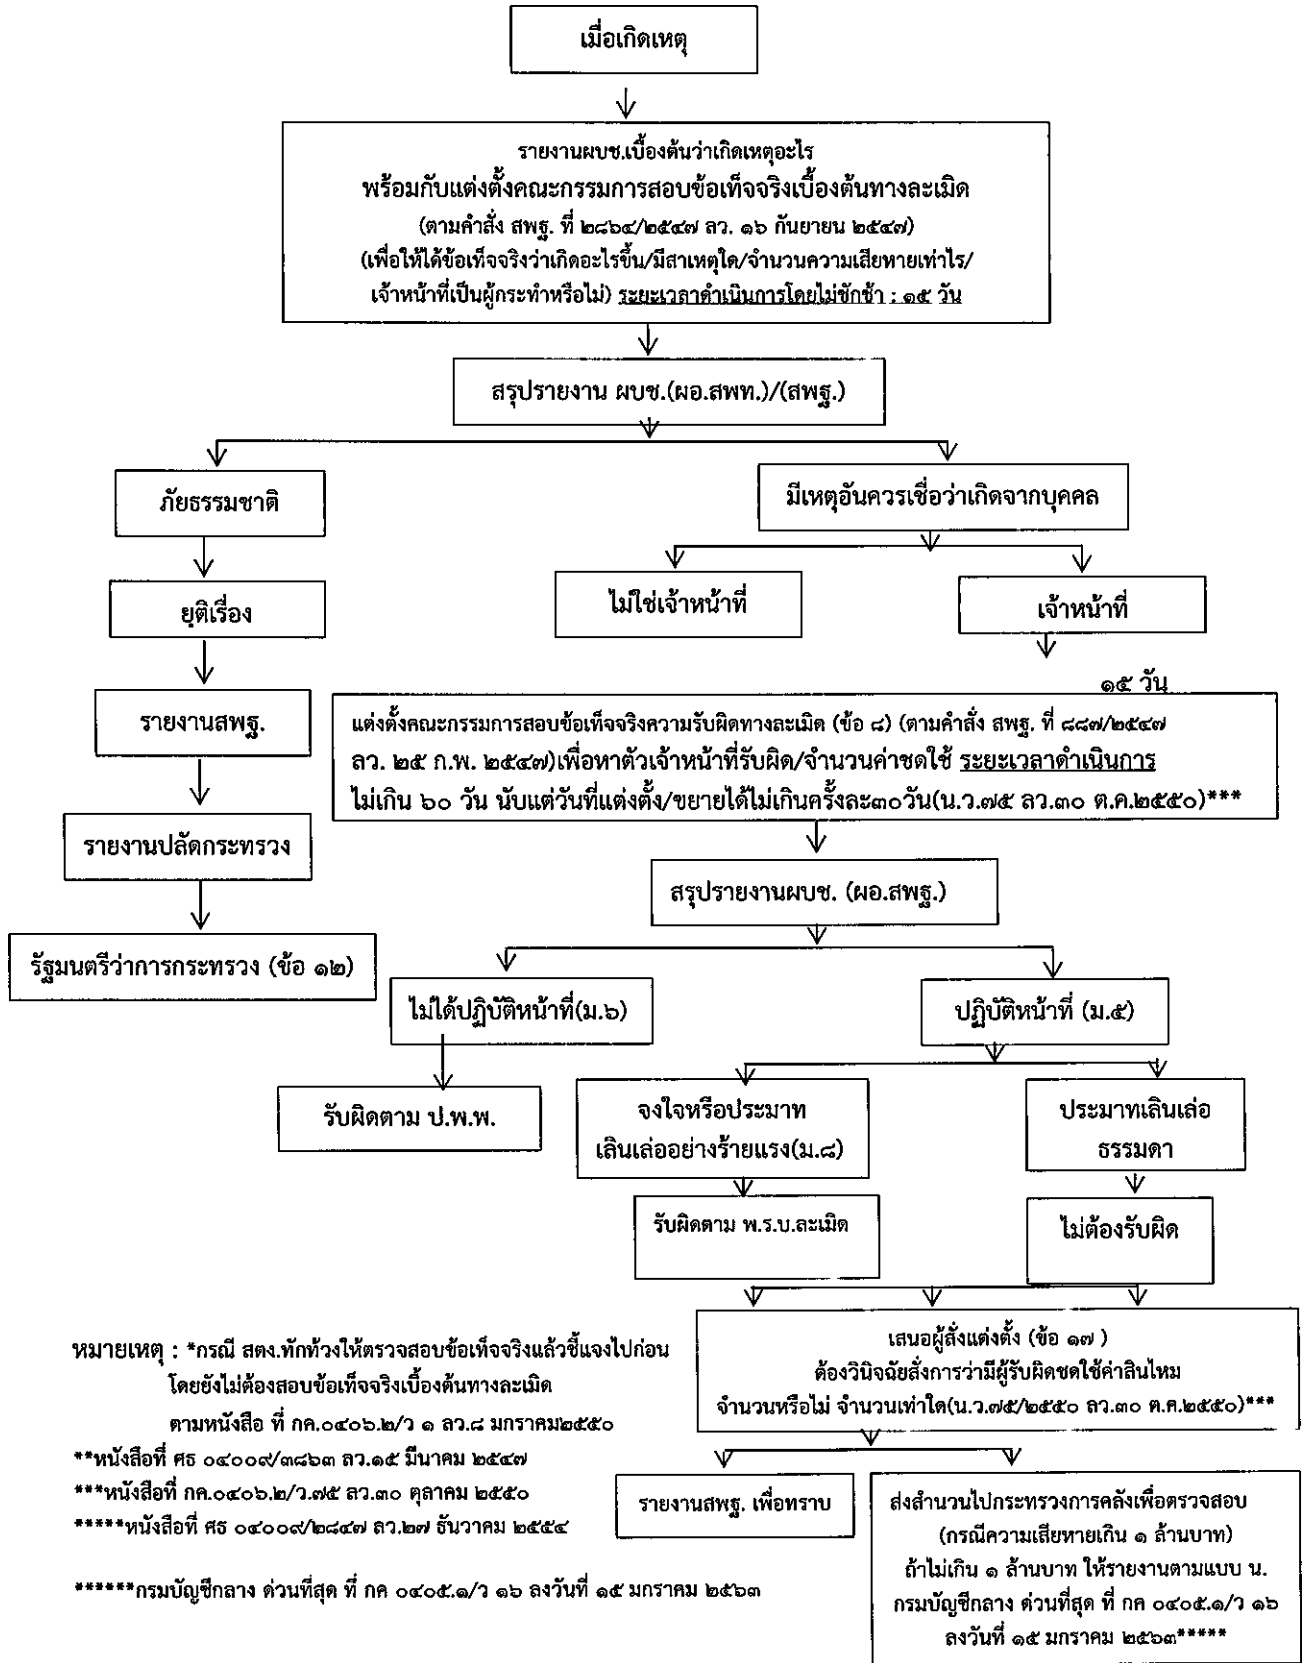 เมื่อเกิดเหตุ
รายงานผบช.เบื้องต้นว่าเกิดเหตุอะไร
พร้อมกับแต่งตั้งคณะกรรมการสอบข้อเท็จจริงเบื้องต้นทางละเมิด
(ตามคำสั่ง สพฐ. ที่ ๒๘๖๔/๒๕๔๗ ลว. ๑๖ กันยายน ๒๕๔๗)
(เพื่อให้ได้ข้อเท็จจริงว่าเกิดอะไรขึ้น/มีสาเหตุใด/จำนวนความเสียหายเท่าไร/
เจ้าหน้าที่เป็นผู้กระทำหรือไม่) ระยะเวลาดำเนินการโดยไม่ชักช้า : ๑๕ วัน
สรุปรายงาน ผบช.(ผอ.สพท.)/(สพฐ.)
ภัยธรรมชาติ
มีเหตุอันควรเชื่อว่าเกิดจากบุคคล
ยุติเรื่อง
ไม่ใช่เจ้าหน้าที่
เจ้าหน้าที่
๑๕ วัน
รายงานสพฐ.
แต่งตั้งคณะกรรมการสอบข้อเท็จจริงความรับผิดทางละเมิด (ข้อ ๘) (ตามคำสั่ง สพฐ. ที่ ๘๘๗/๒๕๔๗
ลว. ๒๕ ก.พ. ๒๕๔๗)เพื่อหาตัวเจ้าหน้าที่รับผิด/จำนวนค่าชดใช้ ระยะเวลาดำเนินการ
ไม่เกิน ๖๐ วัน นับแต่วันที่แต่งตั้ง/ขยายได้ไม่เกินครั้งละ๓๐วัน(น.ว.๗๕ ลว.๓๐ ต.ค.๒๕๕๐)***
รายงานปลัดกระทรวง
สรุปรายงานผบช. (ผอ.สพฐ.)
รัฐมนตรีว่าการกระทรวง (ข้อ ๑๒)
ไม่ได้ปฏิบัติหน้าที่(ม.๖)
ปฏิบัติหน้าที่ (ม.๕)
รับผิดตาม ป.พ.พ.
จงใจหรือประมาท
เลินเล่ออย่างร้ายแรง(ม.๘)
ประมาทเลินเล่อ
ธรรมดา
รับผิดตาม พ.ร.บ.ละเมิด
ไม่ต้องรับผิด
เสนอผู้สั่งแต่งตั้ง (ข้อ ๑๗ )
ต้องวินิจฉัยสั่งการว่ามีผู้รับผิดชดใช้ค่าสินไหม
จำนวนหรือไม่ จำนวนเท่าใด(น.ว.๗๕/๒๕๕๐ ลว.๓๐ ต.ค.๒๕๕๐)***
รายงานสพฐ. เพื่อทราบ
ส่งสำนวนไปกระทรวงการคลังเพื่อตรวจสอบ
(กรณีความเสียหายเกิน ๑ ล้านบาท)
ถ้าไม่เกิน ๑ ล้านบาท ให้รายงานตามแบบ น.
กรมบัญชีกลาง ด่วนที่สุด ที่ กค ๐๔๐๕.๑/ว ๑๖
ลงวันที่ ๑๕ มกราคม ๒๕๖๓*****
หมายเหตุ : *กรณี สตง.ทักท้วงให้ตรวจสอบข้อเท็จจริงแล้วชี้แจงไปก่อน
โดยยังไม่ต้องสอบข้อเท็จจริงเบื้องต้นทางละเมิด
ตามหนังสือ ที่ กค.๐๔๐๖.๒/ว ๑ ลว.๘ มกราคม๒๕๕๐
**หนังสือที่ ศธ ๐๔๐๐๙/๓๘๖๓ ลว.๑๕ มีนาคม ๒๕๔๗
***หนังสือที่ กค.๐๔๐๖.๒/ว.๗๕ ลว.๓๐ ตุลาคม ๒๕๕๐
*****หนังสือที่ ศธ ๐๔๐๐๙/๒๘๔๗ ลว.๒๗ ธันวาคม ๒๕๕๔
******กรมบัญชีกลาง ด่วนที่สุด ที่ กค ๐๔๐๕.๑/ว ๑๖ ลงวันที่ ๑๕ มกราคม ๒๕๖๓